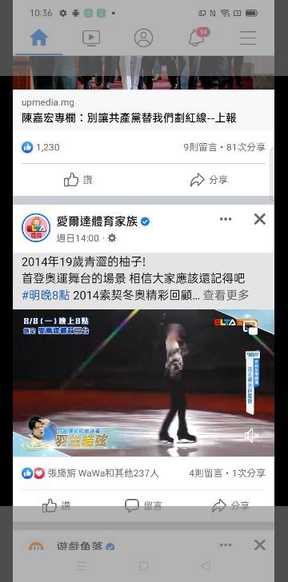 10:36
14
upmedia.mg
陳嘉宏專欄：別讓共產黨替我們劃紅線--上報
1,230
9則留言・81次分享
讚
分享
愛爾達體育家族
週日14:00
2014年19歲青澀的柚子!
首登奧運舞台的場景 相信大家應該還記得吧
#明晚8點 2014索契冬奧精彩回顧... 查看更多
8/8 (一) 晚上8點
ELTA
羽生結弦
WaWa和其他237人
4則留言・1次分享
讚
留言
分享
遊戲角落